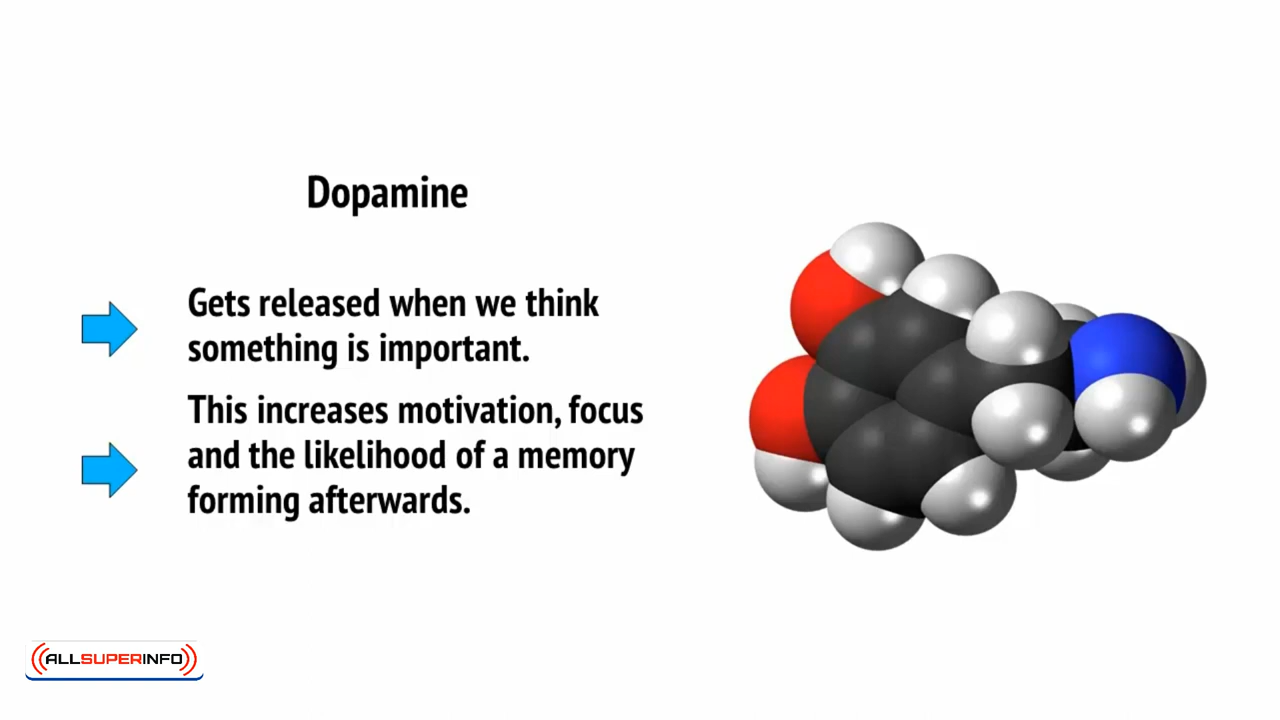 Dopamine
Gets released when we think
something is important.
This increases motivation, focus
and the likelihood of a memory
forming afterwards.
ALLSUPERINFO